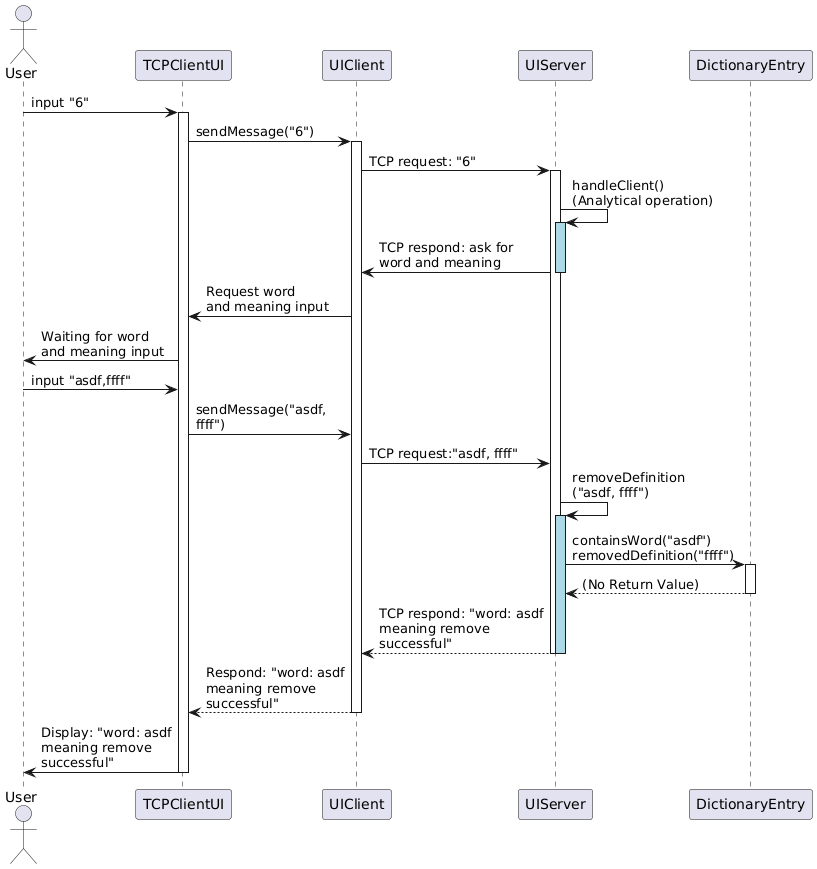 User
TCPClientUI
UIClient
UIServer
DictionaryEntry
input "6"
sendMessage("6")
TCP request: "6"
handleClient()
(Analytical operation)
TCP respond: ask for
word and meaning
Request word
and meaning input
Waiting for word
and meaning input
input "asdf,ffff"
sendMessage("asdf,
ffff")
TCP request:"asdf, ffff"
removeDefinition
("asdf, ffff")
containsWord("asdf")
removedDefinition("ffff")
(No Return Value)
TCP respond: "word: asdf
meaning remove
successful"
Respond: "word: asdf
meaning remove
successful"
Display: "word: asdf
meaning remove
successful"
User
TCPClientUI
UIClient
UIServer
DictionaryEntry